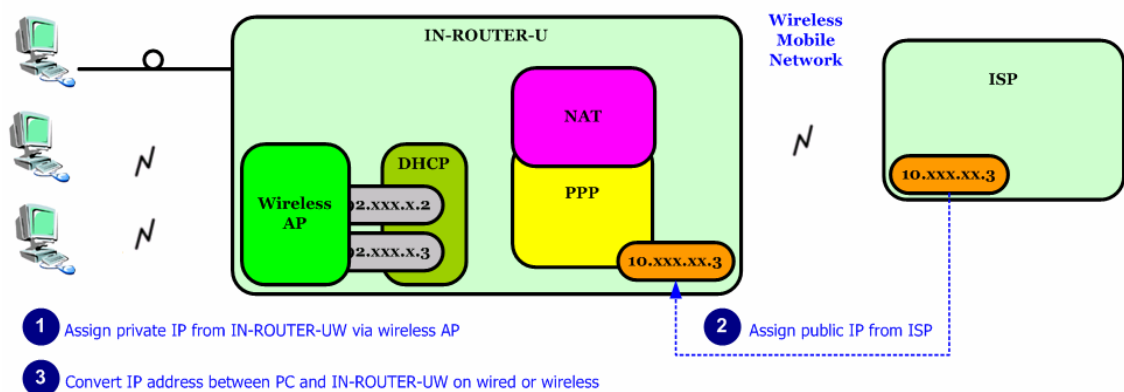 IN-ROUTER-U
Wireless
Mobile
Network
ISP
NAT
DHCP
Wireless
AP
PPP
92.xxx.x.2
92.xxx.x.3
10.xxx.xx.3
10.xxx.xx.3
1 Assign private IP from IN-ROUTER-UW via wireless AP
2 Assign public IP from ISP
3 Convert IP address between PC and IN-ROUTER-UW on wired or wireless